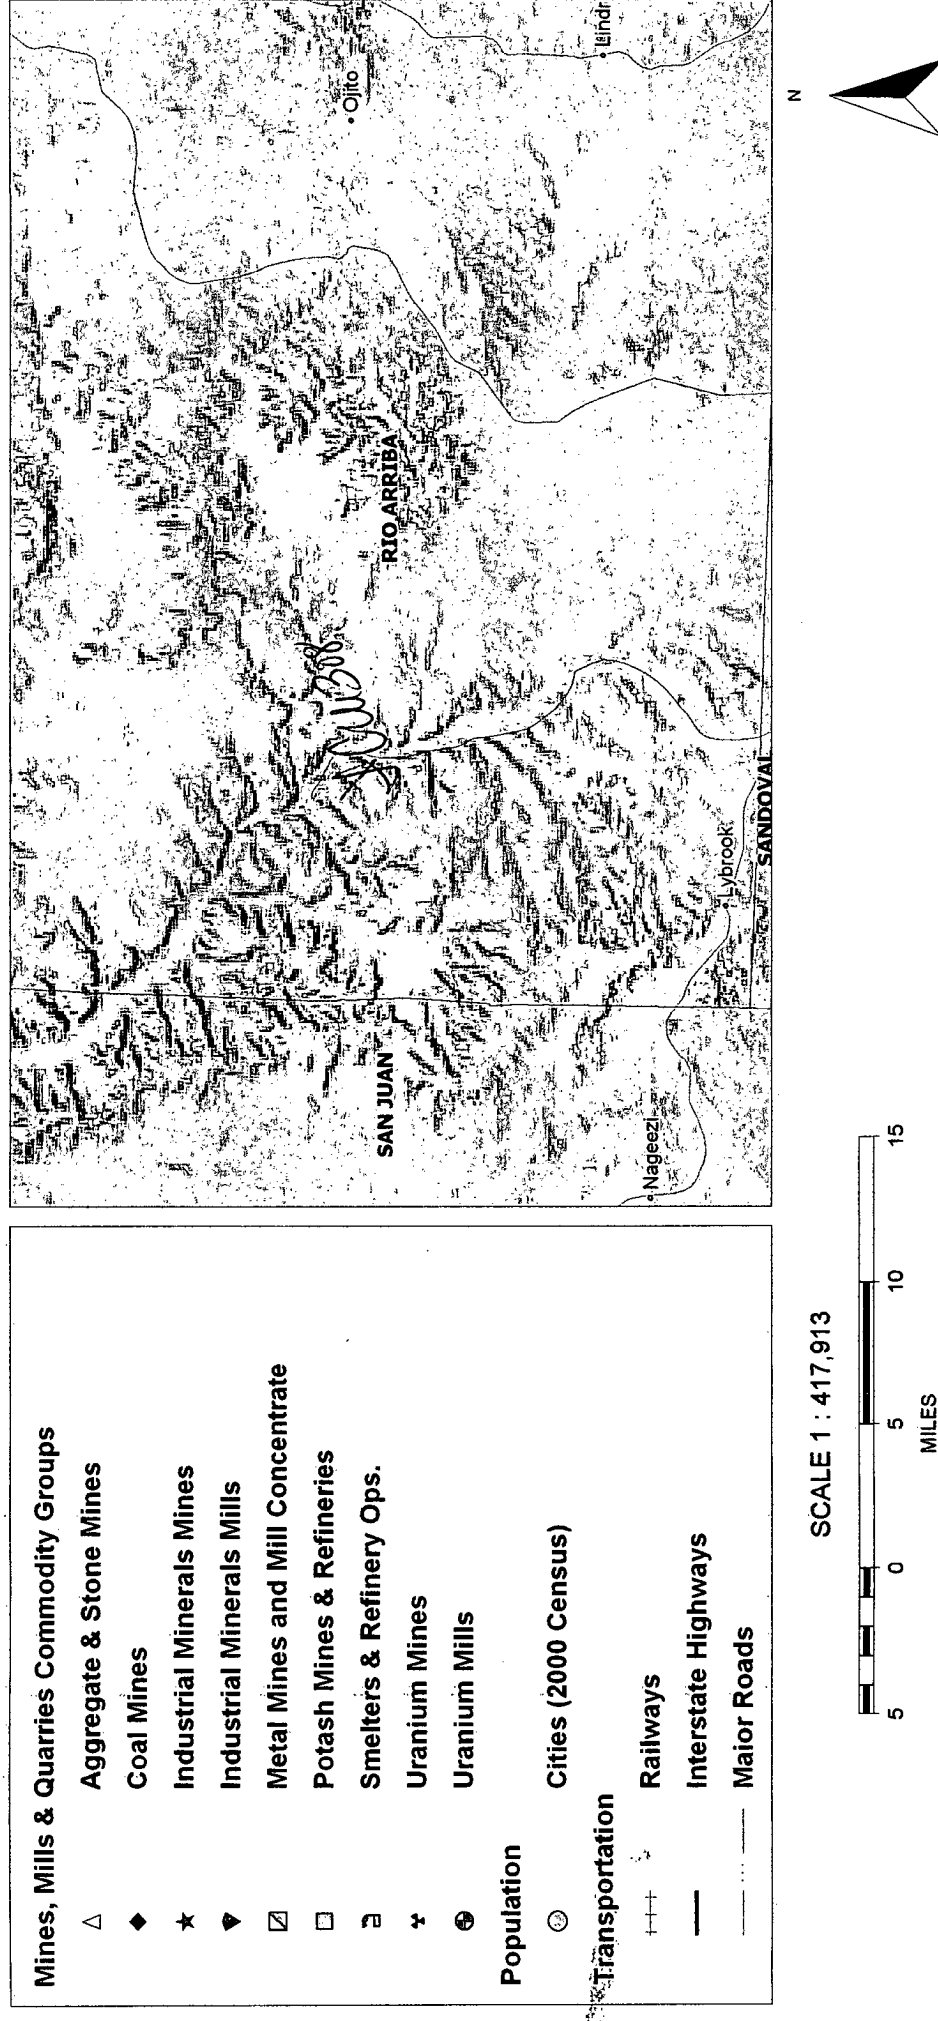 Mines, Mills & Quarries Commodity Groups
Aggregate & Stone Mines
Coal Mines
Industrial Minerals Mines
Industrial Minerals Mills
Metal Mines and Mill Concentrate
Potash Mines & Refineries
Smelters & Refinery Ops.
Uranium Mines
Uranium Mills
Population
Cities (2000 Census)
Transportation
Railways
Interstate Highways
Major Roads
Ojito
Lindr
RIO ARRIBA
SAN JUAN
Nageezi
Lybrook
SANDOVAL
N
SCALE 1 : 417,913
5 0 5 10 15
MILES